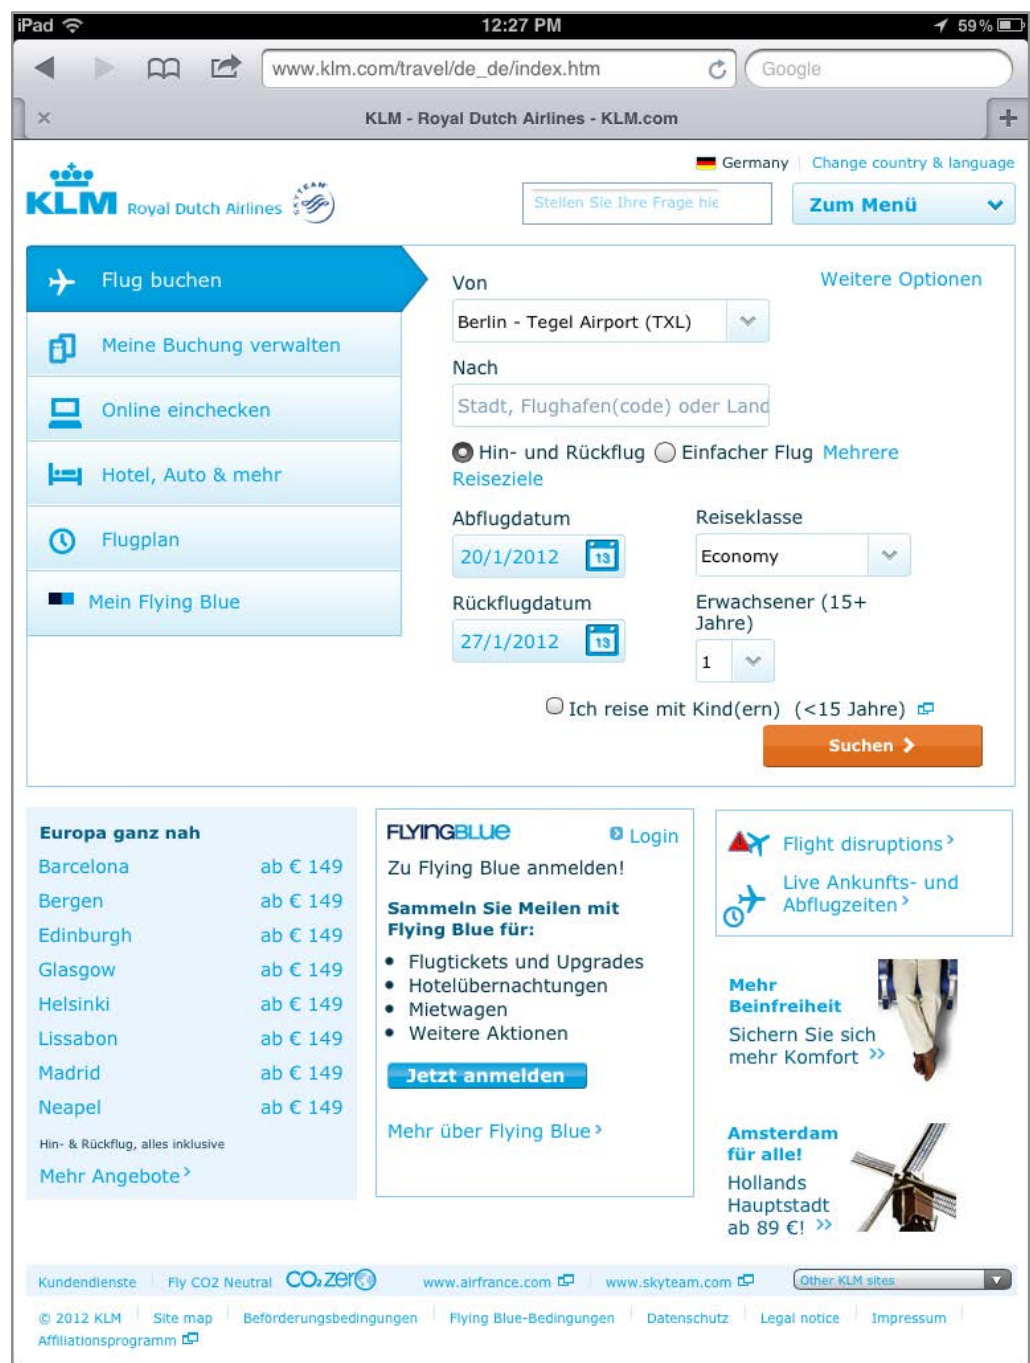 iPad 12:27 PM 59%
www.klm.com/travel/de_de/index.htm Google
KLM - Royal Dutch Airlines - KLM.com
Germany Change country & language
KLM Royal Dutch Airlines SKYTEAM
Stellen Sie Ihre Frage hie Zum Menü
Flug buchen
Meine Buchung verwalten
Online einchecken
Hotel, Auto & mehr
Flugplan
Mein Flying Blue
Von Weitere Optionen
Berlin - Tegel Airport (TXL)
Nach
Stadt, Flughafen(code) oder Land
Hin- und Rückflug Einfacher Flug Mehrere
Reiseziele
Abflugdatum Reiseklasse
20/1/2012 13 Economy
Rückflugdatum Erwachsener (15+
Jahre)
27/1/2012 13
1
Ich reise mit Kind(ern) (<15 Jahre)
Suchen
Europa ganz nah
Barcelona ab € 149
Bergen ab € 149
Edinburgh ab € 149
Glasgow ab € 149
Helsinki ab € 149
Lissabon ab € 149
Madrid ab € 149
Neapel ab € 149
Hin- & Rückflug, alles inklusive
Mehr Angebote
FLYINGBLUE Login
Zu Flying Blue anmelden!
Sammeln Sie Meilen mit
Flying Blue für:
• Flugtickets und Upgrades
• Hotelübernachtungen
• Mietwagen
• Weitere Aktionen
Jetzt anmelden
Mehr über Flying Blue
Flight disruptions
Live Ankunfts- und
Abflugzeiten
Mehr
Beinfreiheit
Sichern Sie sich
mehr Komfort
Amsterdam
für alle!
Hollands
Hauptstadt
ab 89 €!
Kundendienste Fly CO2 Neutral CO2ZERO www.airfrance.com www.skyteam.com Other KLM sites
© 2012 KLM Site map Beförderungsbedingungen Flying Blue-Bedingungen Datenschutz Legal notice Impressum
Affiliationsprogramm